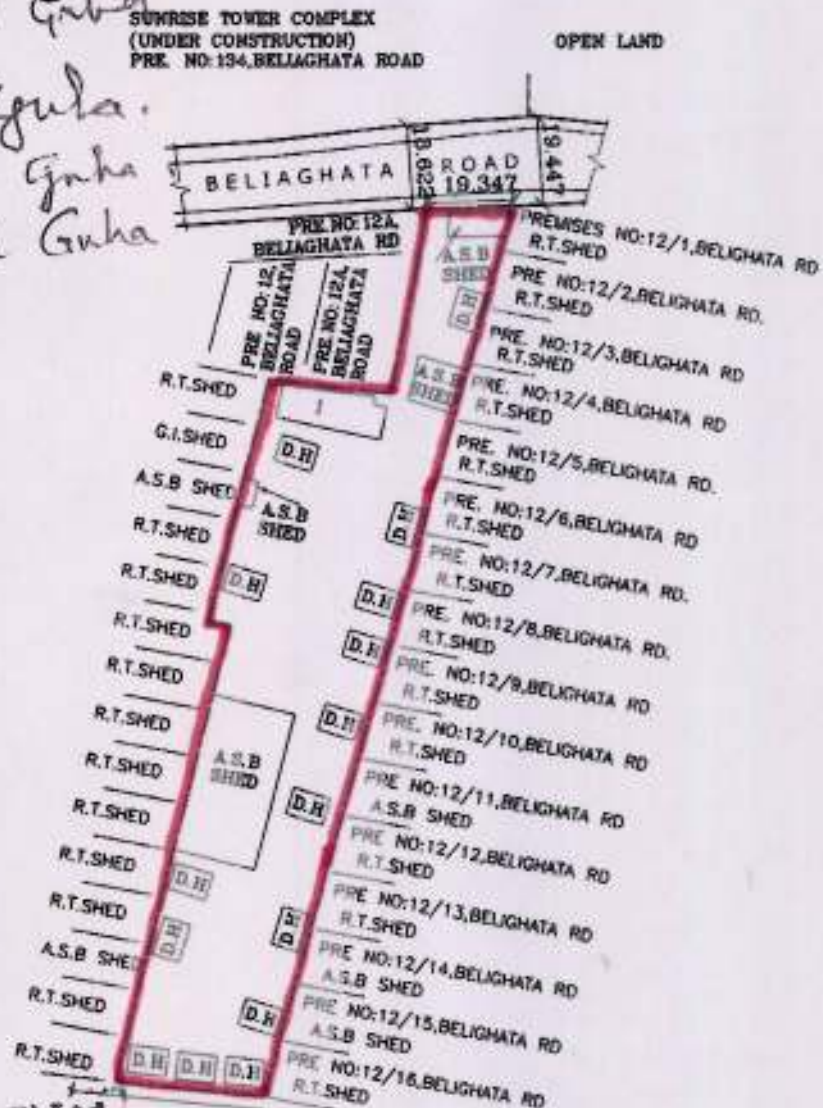 SUNRISE TOWER COMPLEX
(UNDER CONSTRUCTION)
PRE. NO:134,BELIAGHATA ROAD
OPEN LAND
Guha
Guha
BELIAGHATA ROAD
18.622
19.347
19.447
PRE.NO:12A,
BELIAGHATA RD
PRE NO:12,
BELIAGHATA
ROAD
PRE NO:12A,
BELIAGHATA
ROAD
PREMISES NO:12/1,BELIGHATA RD
R.T.SHED
PRE NO:12/2,BELIGHATA RD.
R.T.SHED
PRE. NO:12/3,BELIGHATA RD
R.T.SHED
PRE. NO:12/4,BELIGHATA RD
R.T.SHED
PRE. NO:12/5,BELIGHATA RD.
R.T.SHED
PRE. NO:12/6,BELIGHATA RD
R.T.SHED
PRE. NO:12/7,BELIGHATA RD.
R.T.SHED
PRE. NO:12/8,BELIGHATA RD.
R.T.SHED
PRE. NO:12/9,BELIGHATA RD
R.T.SHED
PRE. NO:12/10,BELIGHATA RD
R.T.SHED
PRE NO:12/11,BELIGHATA RD
A.S.B SHED
PRE NO:12/12,BELIGHATA RD
R.T.SHED
PRE NO:12/13,BELIGHATA RD
R.T.SHED
PRE NO:12/14,BELIGHATA RD
A.S.B SHED
PRE NO:12/15,BELIGHATA RD
A.S.B SHED
PRE NO:12/16,BELIGHATA RD
R.T.SHED
R.T.SHED
G.I.SHED
A.S.B SHED
R.T.SHED
R.T.SHED
R.T.SHED
R.T.SHED
R.T.SHED
R.T.SHED
R.T.SHED
R.T.SHED
R.T.SHED
A.S.B SHED
R.T.SHED
R.T.SHED
A.S.B
SHED
D.H
A.S.B
SHED
1
D.H
A.S.B
SHED
D.H
D.H
D.H
D.H
D.H
A.S.B
SHED
D.H
D.H
D.H
D.H
D.H
D.H D.H D.H